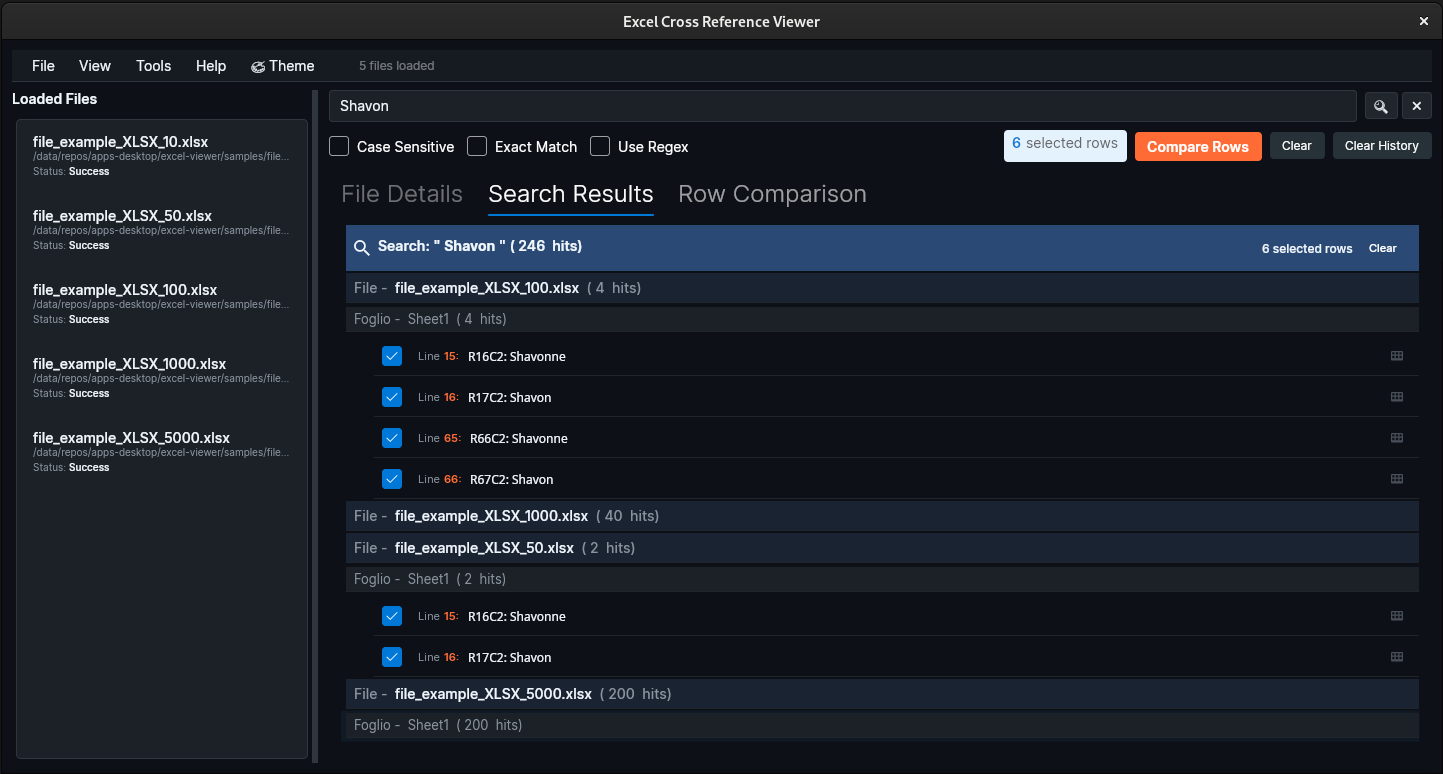 Excel Cross Reference Viewer
File View Tools Help Theme 5 files loaded
Loaded Files
file_example_XLSX_10.xlsx
/data/repos/apps-desktop/excel-viewer/samples/file...
Status: Success
file_example_XLSX_50.xlsx
/data/repos/apps-desktop/excel-viewer/samples/file...
Status: Success
file_example_XLSX_100.xlsx
/data/repos/apps-desktop/excel-viewer/samples/file...
Status: Success
file_example_XLSX_1000.xlsx
/data/repos/apps-desktop/excel-viewer/samples/file...
Status: Success
file_example_XLSX_5000.xlsx
/data/repos/apps-desktop/excel-viewer/samples/file...
Status: Success
Shavon
Case Sensitive Exact Match Use Regex 6 selected rows Compare Rows Clear Clear History
File Details Search Results Row Comparison
Search: " Shavon " ( 246 hits) 6 selected rows Clear
File - file_example_XLSX_100.xlsx ( 4 hits)
Foglio - Sheet1 ( 4 hits)
Line 15: R16C2: Shavonne
Line 16: R17C2: Shavon
Line 65: R66C2: Shavonne
Line 66: R67C2: Shavon
File - file_example_XLSX_1000.xlsx ( 40 hits)
File - file_example_XLSX_50.xlsx ( 2 hits)
Foglio - Sheet1 ( 2 hits)
Line 15: R16C2: Shavonne
Line 16: R17C2: Shavon
File - file_example_XLSX_5000.xlsx ( 200 hits)
Foglio - Sheet1 ( 200 hits)